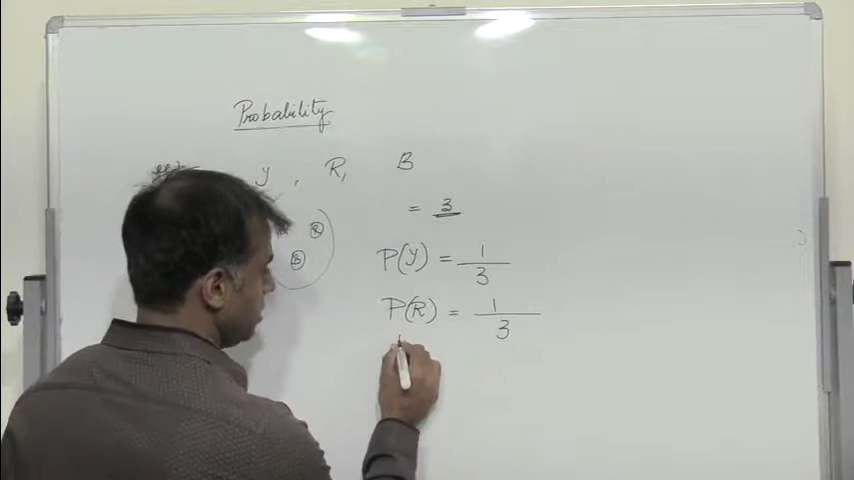 Probability
Y, R, B
= 3
R
B
P(Y) = 1/3
P(R) = 1/3